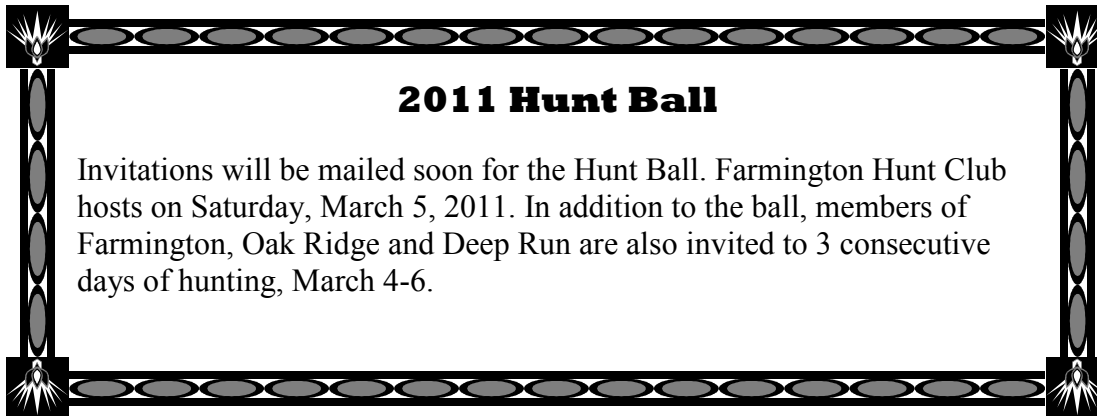 2011 Hunt Ball
Invitations will be mailed soon for the Hunt Ball. Farmington Hunt Club
hosts on Saturday, March 5, 2011. In addition to the ball, members of
Farmington, Oak Ridge and Deep Run are also invited to 3 consecutive
days of hunting, March 4-6.